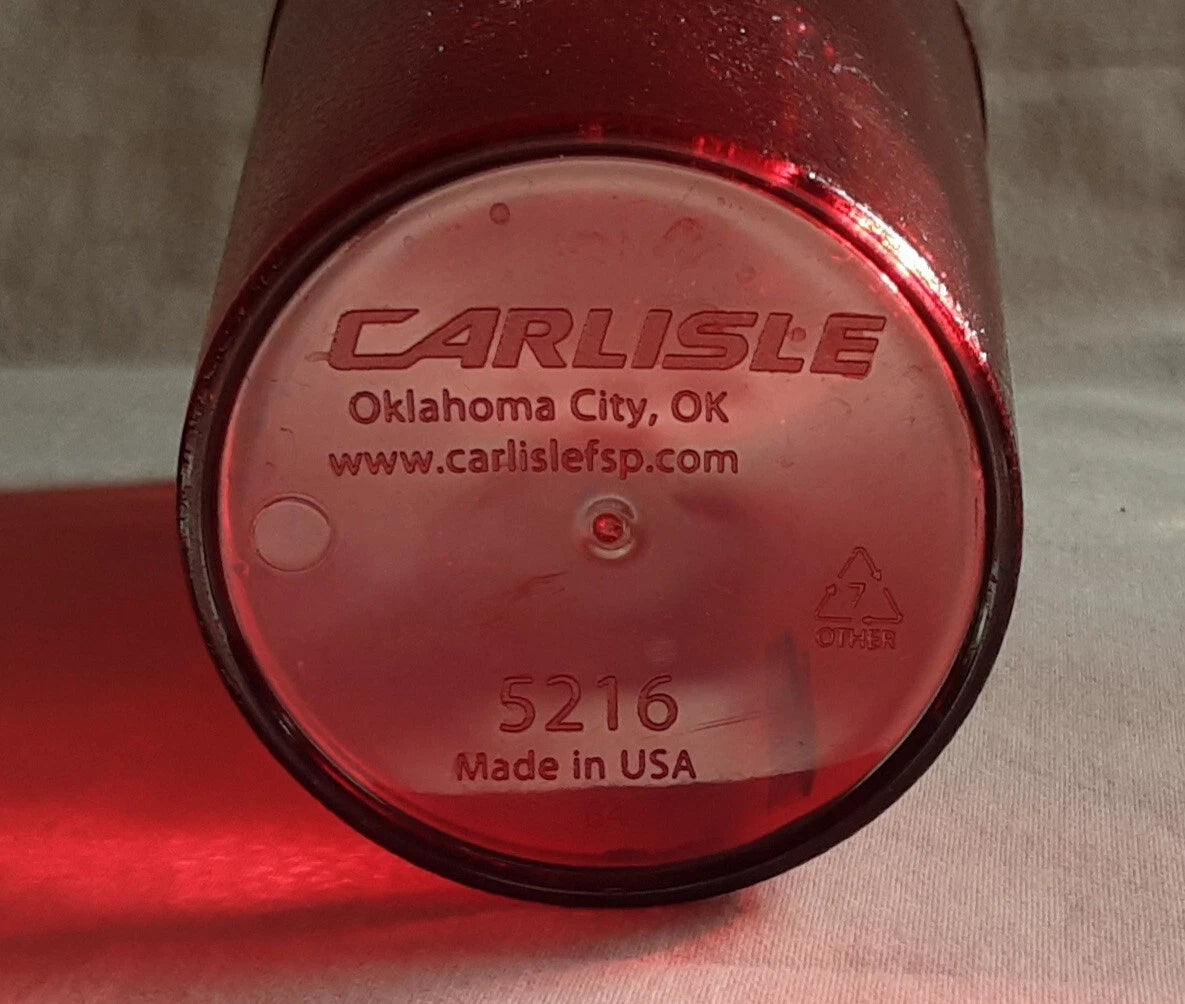 CARLISLE
Oklahoma City, OK
www.carlislefsp.com
7
OTHER
5216
Made in USA